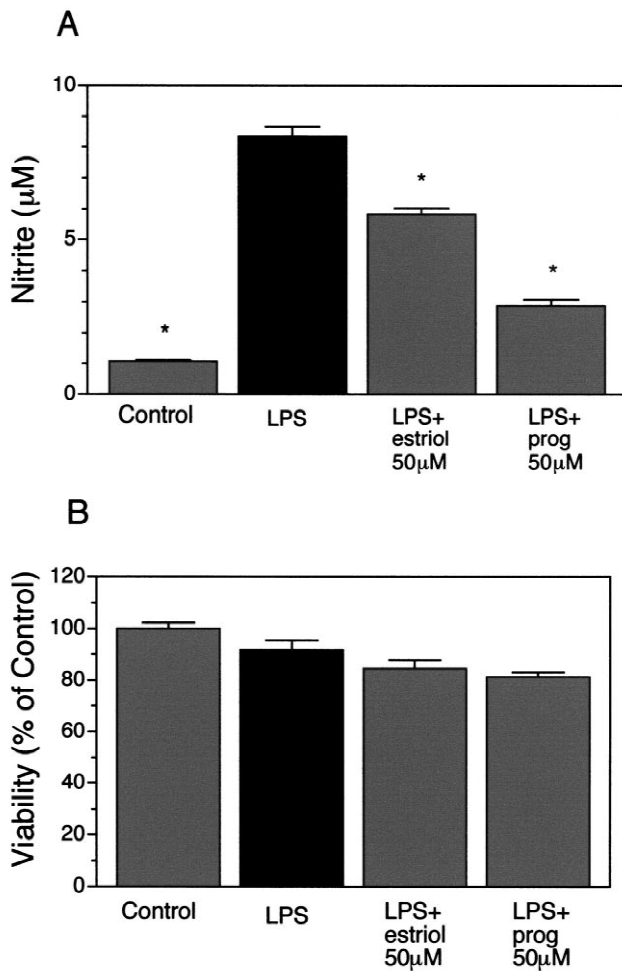 A
Nitrite (μM)
10
5
0
*
*
*
Control
LPS
LPS+
estriol
50μM
LPS+
prog
50μM
B
Viability (% of Control)
120
100
80
60
40
20
0
Control
LPS
LPS+
estriol
50μM
LPS+
prog
50μM